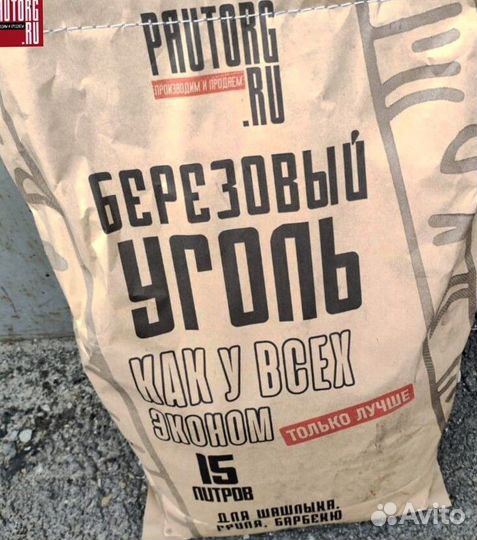 PAUTORG
.RU
PAUTORG
ПРОИЗВОДИМ И ПРОДАЕМ
.RU
БЕРЕЗОВЫЙ
УГОЛЬ
КАК У ВСЕХ
ЭКОНОМ
ТОЛЬКО ЛУЧШЕ
15
ЛИТРОВ
ДЛЯ ШАШЛЫКА,
ГРИЛЯ, БАРБЕКЮ
Avito